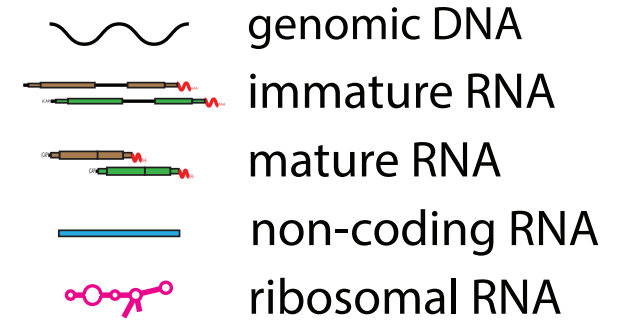 genomic DNA
immature RNA
mature RNA
non-coding RNA
ribosomal RNA